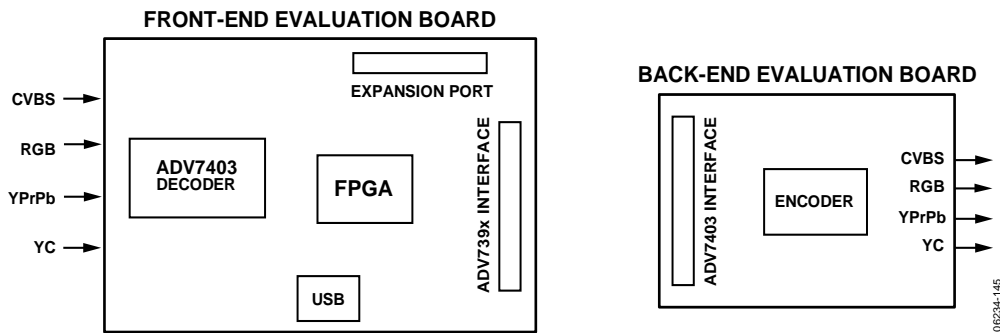 FRONT-END EVALUATION BOARD
CVBS
RGB
YPrPb
YC
ADV7403
DECODER
FPGA
USB
EXPANSION PORT
ADV739x INTERFACE
BACK-END EVALUATION BOARD
ADV7403 INTERFACE
ENCODER
CVBS
RGB
YPrPb
YC
06234-145